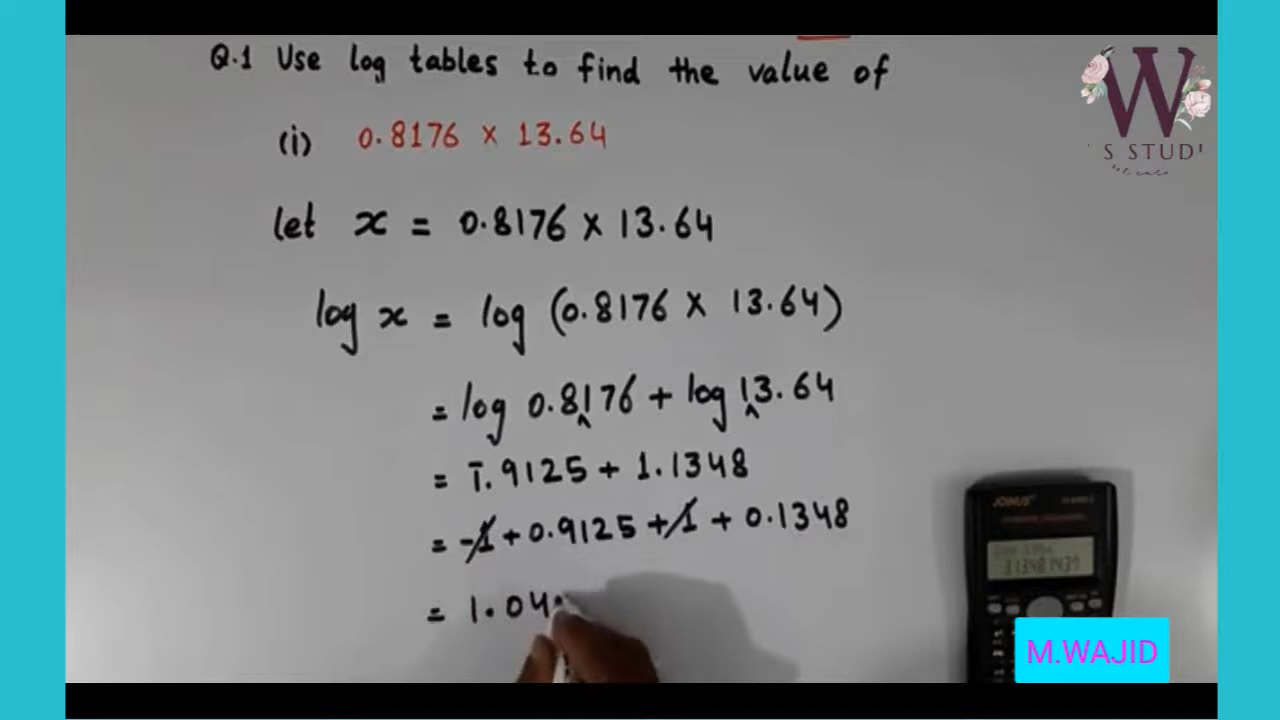 Q.1 Use log tables to find the value of
(i) 0.8176 × 13.64
let x = 0.8176 × 13.64
log x = log (0.8176 × 13.64)
= log 0.8176 + log 13.64
= 1̅.9125 + 1.1348
= -1 + 0.9125 + 1 + 0.1348
= 1.04
W
S STUDI
JOINUS
M.WAJID